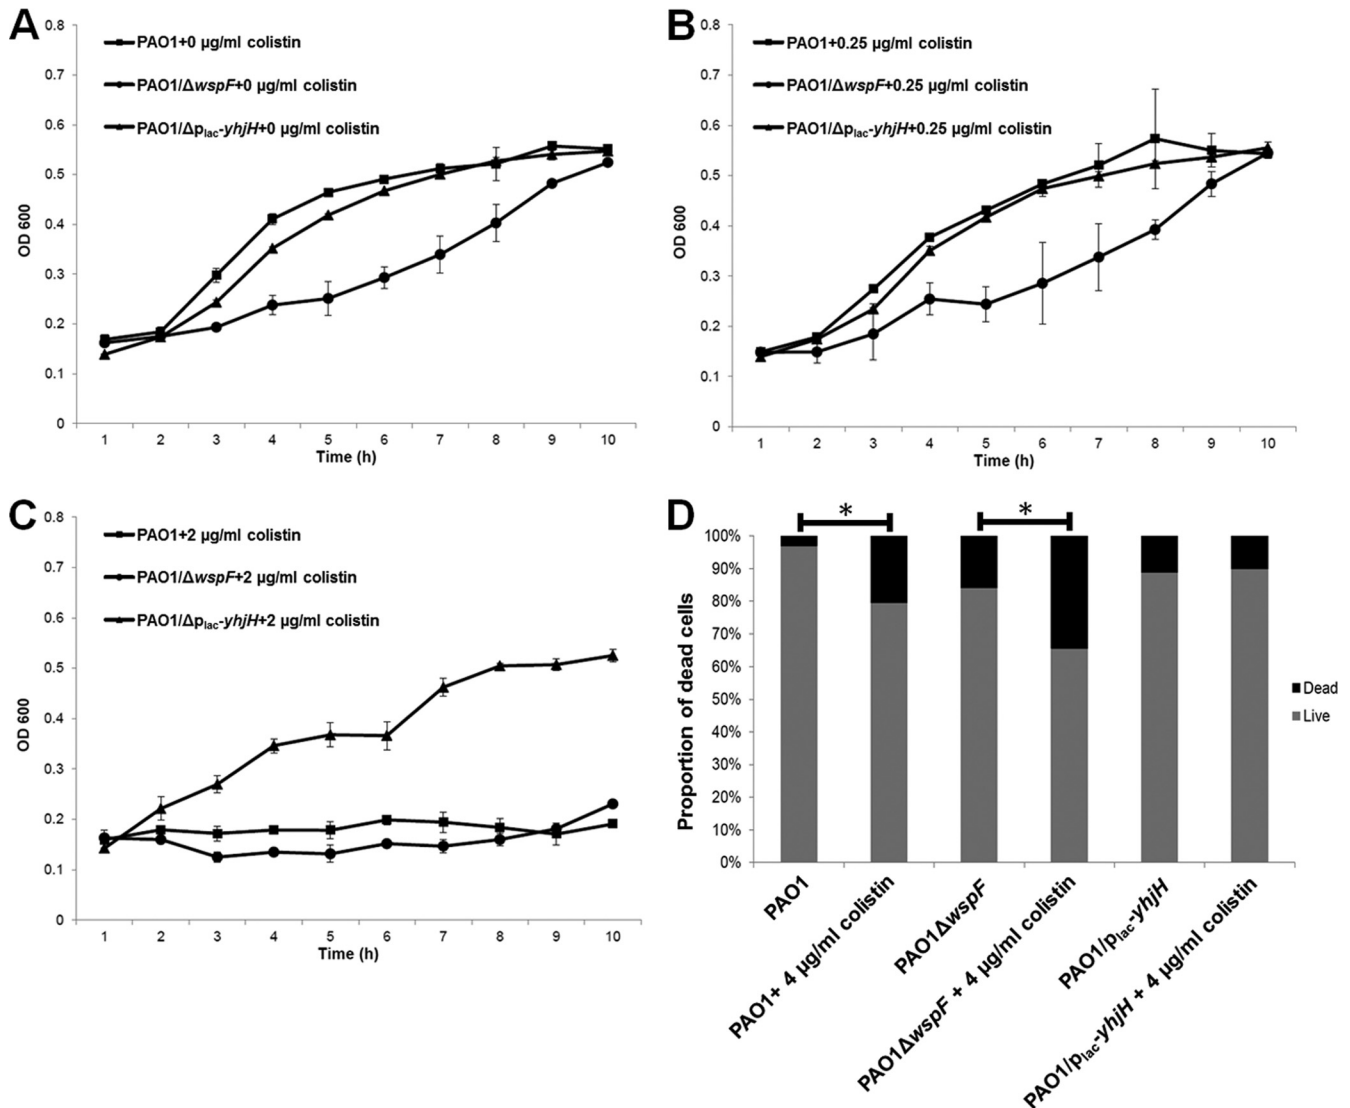 A
PAO1+0 µg/ml colistin
PAO1/ΔwspF+0 µg/ml colistin
PAO1/Δplac-yhjH+0 µg/ml colistin
0.8
0.7
0.6
0.5
0.4
0.3
0.2
0.1
0
OD 600
1 2 3 4 5 6 7 8 9 10
Time (h)
B
PAO1+0.25 µg/ml colistin
PAO1/ΔwspF+0.25 µg/ml colistin
PAO1/Δplac-yhjH+0.25 µg/ml colistin
0.8
0.7
0.6
0.5
0.4
0.3
0.2
0.1
0
OD 600
1 2 3 4 5 6 7 8 9 10
Time (h)
C
PAO1+2 µg/ml colistin
PAO1/ΔwspF+2 µg/ml colistin
PAO1/Δplac-yhjH+2 µg/ml colistin
0.8
0.7
0.6
0.5
0.4
0.3
0.2
0.1
0
OD 600
1 2 3 4 5 6 7 8 9 10
Time (h)
D
* *
100%
90%
80%
70%
60%
50%
40%
30%
20%
10%
0%
Proportion of dead cells
Dead
Live
PAO1
PAO1+ 4 µg/ml colistin
PAO1ΔwspF
PAO1ΔwspF + 4 µg/ml colistin
PAO1/plac-yhjH
PAO1/plac-yhjH + 4 µg/ml colistin